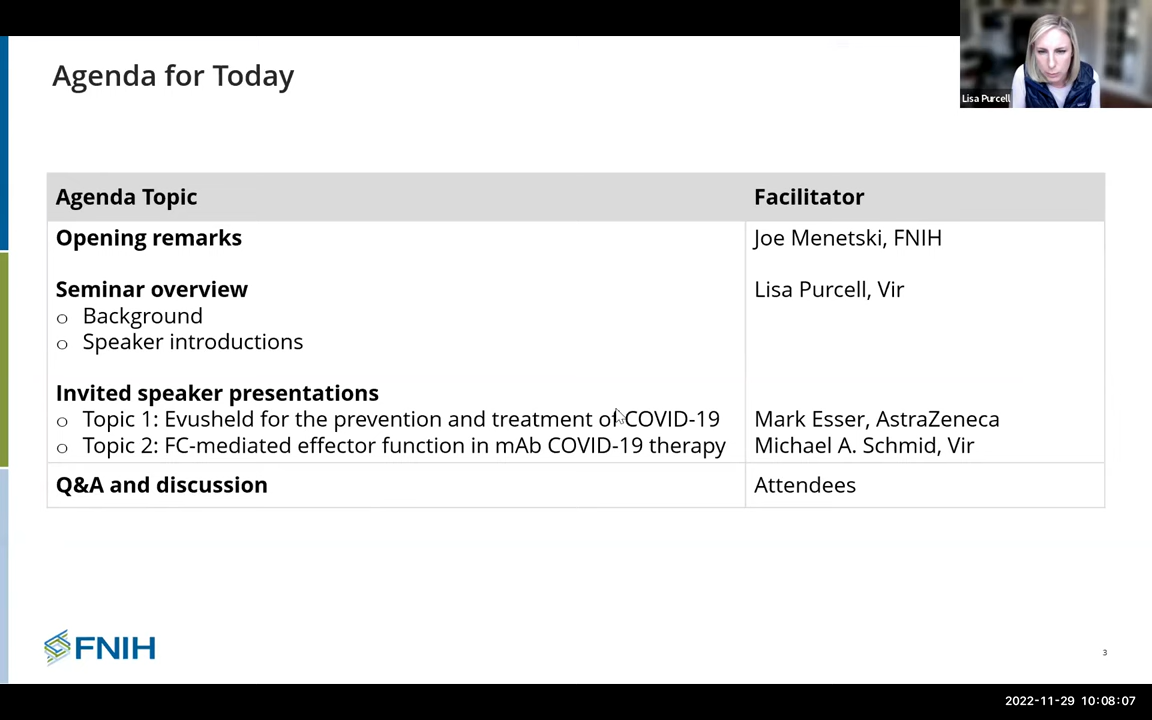 Agenda for Today
Lisa Purcell
Agenda Topic Facilitator
Opening remarks Joe Menetski, FNIH
Seminar overview Lisa Purcell, Vir
o Background
o Speaker introductions
Invited speaker presentations
o Topic 1: Evusheld for the prevention and treatment of COVID-19 Mark Esser, AstraZeneca
o Topic 2: FC-mediated effector function in mAb COVID-19 therapy Michael A. Schmid, Vir
Q&A and discussion Attendees
FNIH
3
2022-11-29 10:08:07